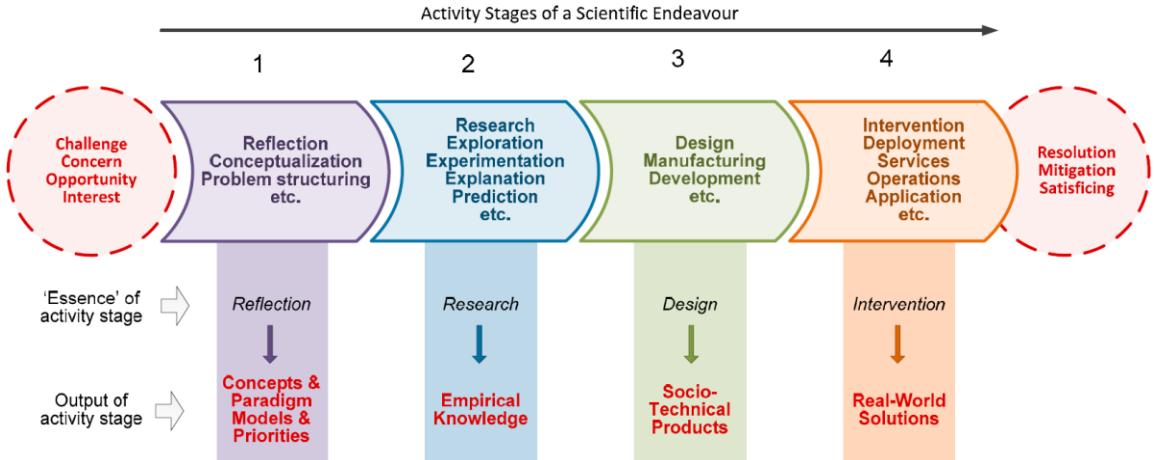 Activity Stages of a Scientific Endeavour
1
2
3
4
Challenge
Concern
Opportunity
Interest
Reflection
Conceptualization
Problem structuring
etc.
Research
Exploration
Experimentation
Explanation
Prediction
etc.
Design
Manufacturing
Development
etc.
Intervention
Deployment
Services
Operations
Application
etc.
Resolution
Mitigation
Satisficing
‘Essence’ of
activity stage
Reflection
Research
Design
Intervention
Output of
activity stage
Concepts &
Paradigm
Models &
Priorities
Empirical
Knowledge
Socio-
Technical
Products
Real-World
Solutions